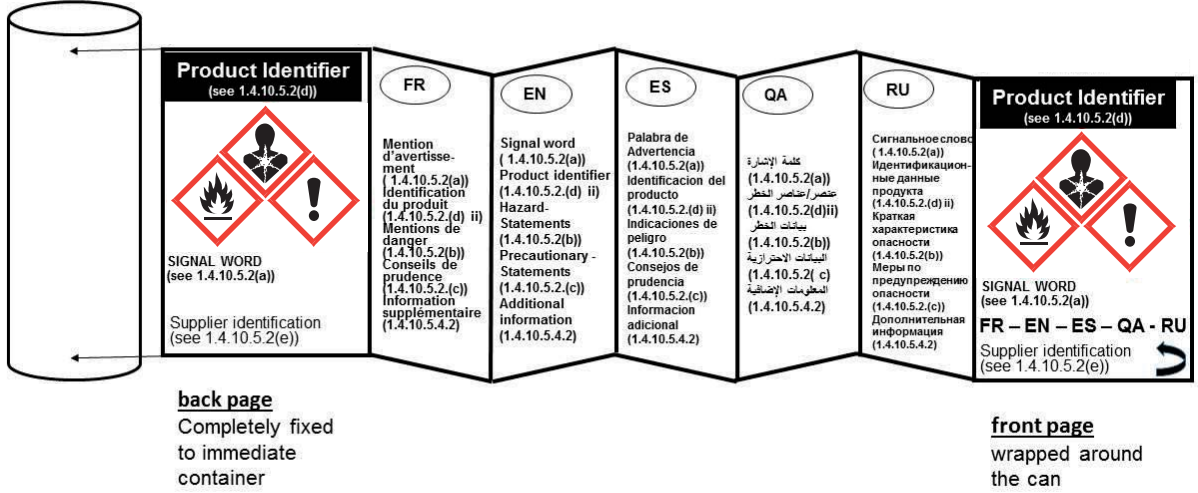 Product Identifier
(see 1.4.10.5.2(d))
SIGNAL WORD
(see 1.4.10.5.2(a))
Supplier identification
(see 1.4.10.5.2(e))
FR
Mention
d'avertisse-
ment
( 1.4.10.5.2(a))
Identification
du produit
(1.4.10.5.2.(d) ii)
Mentions de
danger
(1.4.10.5.2(b))
Conseils de
prudence
(1.4.10.5.2.(c))
Information
supplémentaire
(1.4.10.5.4.2)
EN
Signal word
( 1.4.10.5.2(a))
Product identifier
(1.4.10.5.2.(d) ii)
Hazard-
Statements
(1.4.10.5.2(b))
Precautionary -
Statements
(1.4.10.5.2.(c))
Additional
information
(1.4.10.5.4.2)
ES
Palabra de
Advertencia
(1.4.10.5.2(a))
Identificacion del
producto
(1.4.10.5.2.(d) ii)
Indicaciones de
peligro
(1.4.10.5.2(b))
Consejos de
prudencia
(1.4.10.5.2.(c))
Informacion
adicional
(1.4.10.5.4.2)
QA
كلمة الإشارة
(1.4.10.5.2(a))
عنصر/عناصر الخطر
(1.4.10.5.2(d)ii)
بيانات الخطر
(1.4.10.5.2(b))
البيانات الاحترازية
(1.4.10.5.2( c)
المعلومات الإضافية
(1.4.10.5.4.2)
RU
Сигнальное слово
( 1.4.10.5.2(a))
Идентификацион-
ные данные
продукта
(1.4.10.5.2.(d) ii)
Краткая
характеристика
опасности
(1.4.10.5.2(b))
Меры по
предупреждению
опасности
(1.4.10.5.2.(c))
Дополнительная
информация
(1.4.10.5.4.2)
Product Identifier
(see 1.4.10.5.2(d))
SIGNAL WORD
(see 1.4.10.5.2(a))
FR – EN – ES – QA - RU
Supplier identification
(see 1.4.10.5.2(e))
back page
Completely fixed
to immediate
container
front page
wrapped around
the can